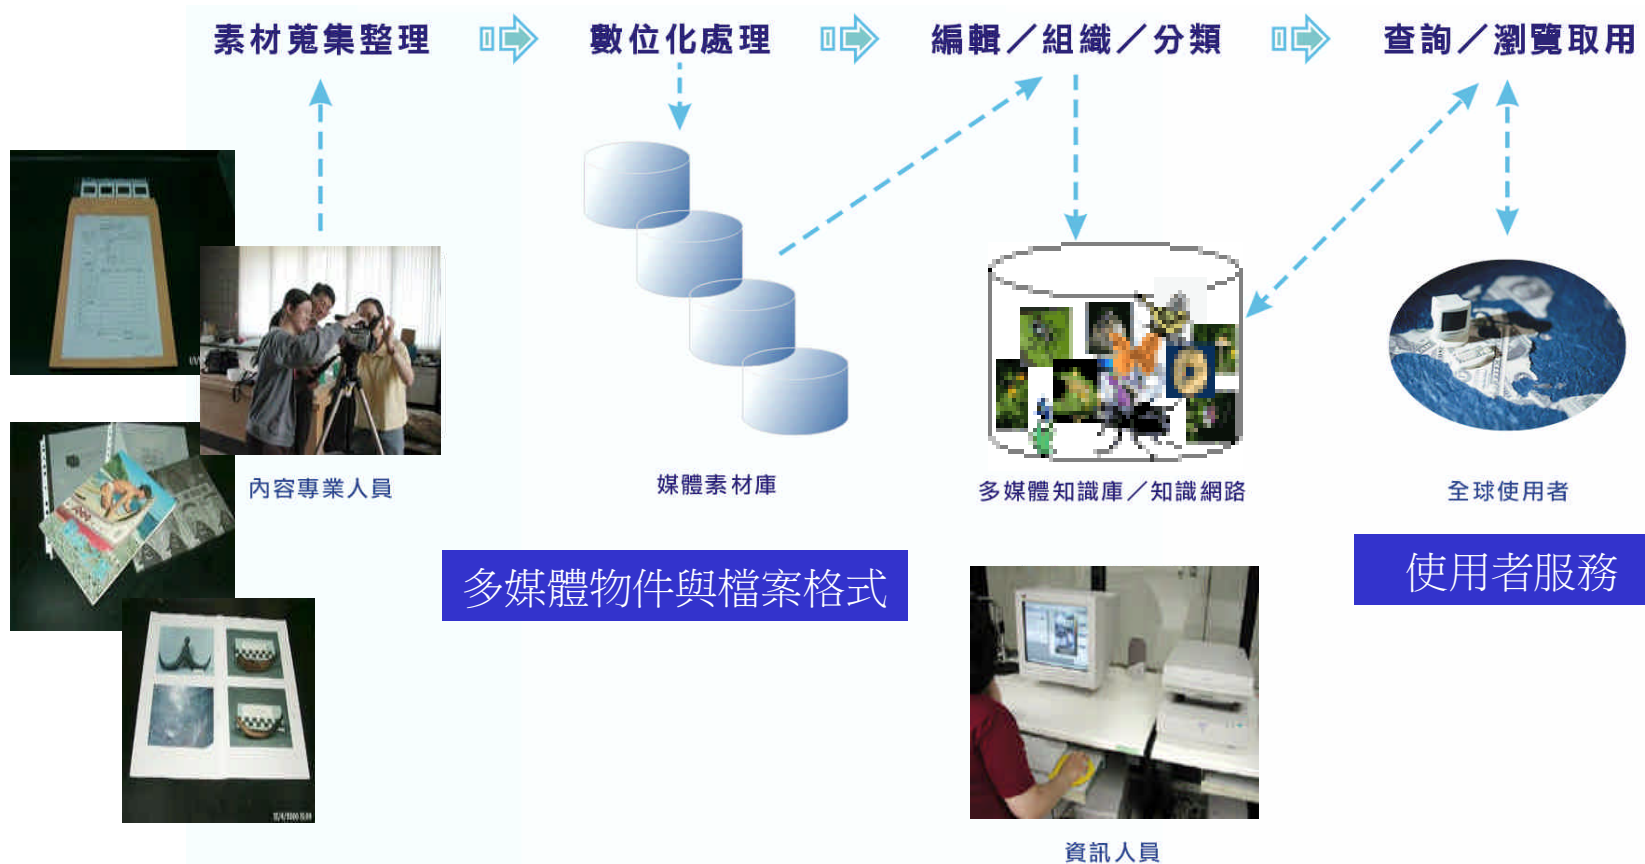 素材蒐集整理
數位化處理
編輯／組織／分類
查詢／瀏覽取用
內容專業人員
媒體素材庫
多媒體知識庫／知識網路
全球使用者
多媒體物件與檔案格式
使用者服務
資訊人員